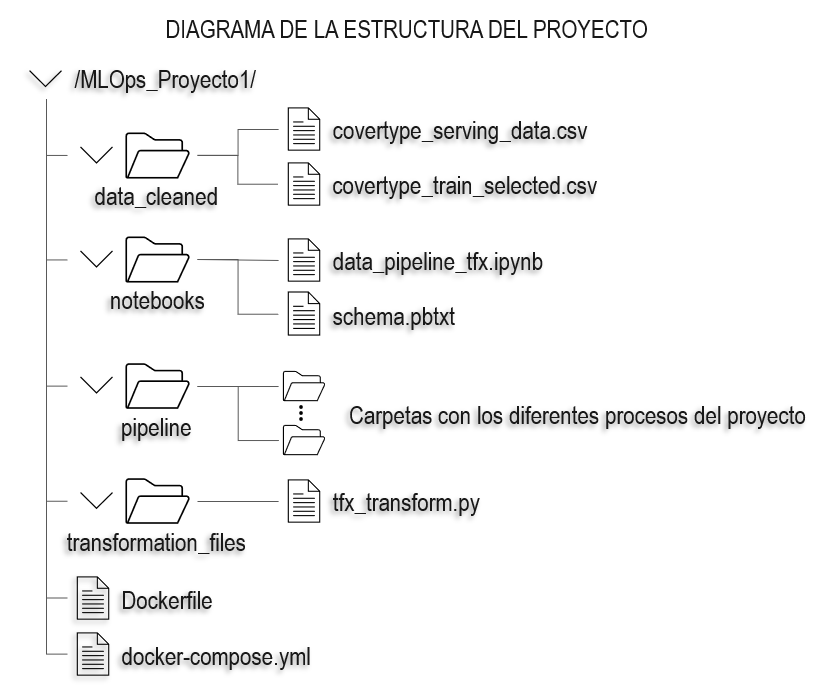 DIAGRAMA DE LA ESTRUCTURA DEL PROYECTO
/MLOps_Proyecto1/
data_cleaned
covertype_serving_data.csv
covertype_train_selected.csv
notebooks
data_pipeline_tfx.ipynb
schema.pbtxt
pipeline
Carpetas con los diferentes procesos del proyecto
transformation_files
tfx_transform.py
Dockerfile
docker-compose.yml